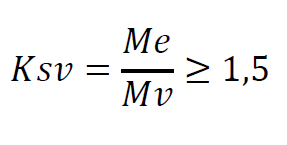 Ksv = Me/Mv ≥ 1,5